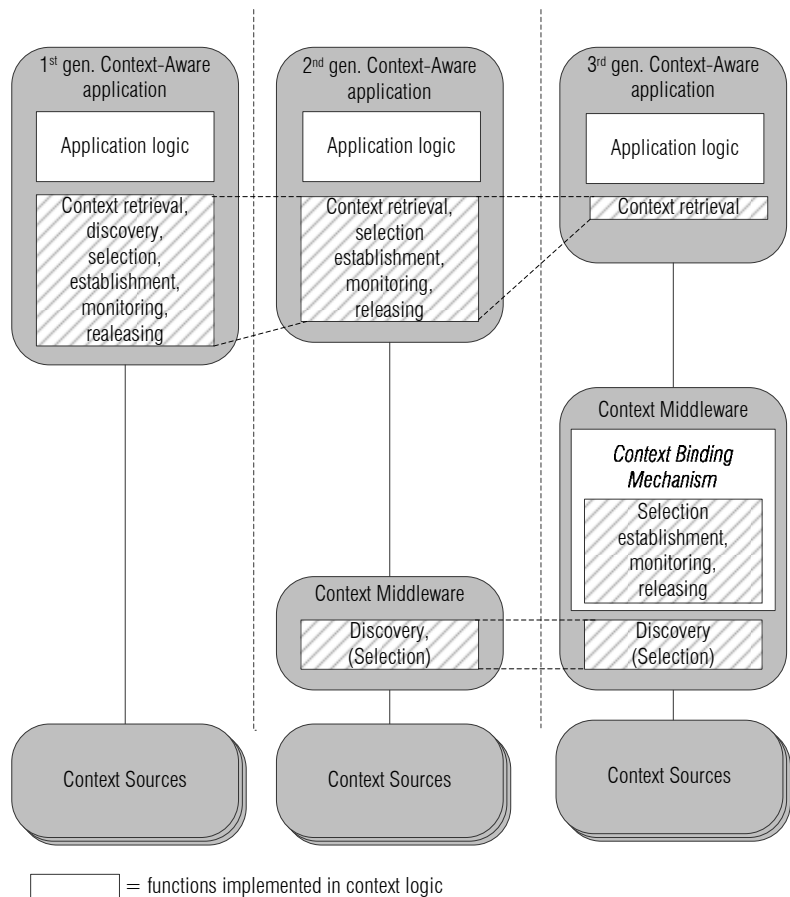 1st gen. Context-Aware
application
Application logic
Context retrieval,
discovery,
selection,
establishment,
monitoring,
realeasing
Context Sources
2nd gen. Context-Aware
application
Application logic
Context retrieval,
selection
establishment,
monitoring,
releasing
Context Middleware
Discovery,
(Selection)
Context Sources
3rd gen. Context-Aware
application
Application logic
Context retrieval
Context Middleware
Context Binding
Mechanism
Selection
establishment,
monitoring,
releasing
Discovery
(Selection)
Context Sources
= functions implemented in context logic